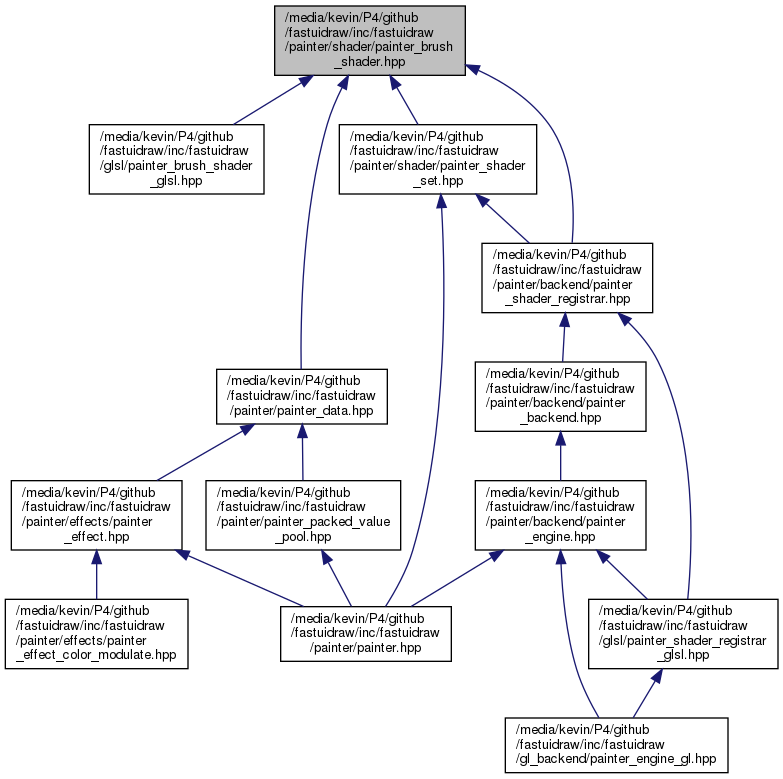 /media/kevin/P4/github
/fastuidraw/inc/fastuidraw
/painter/shader/painter_brush
_shader.hpp
/media/kevin/P4/github
/fastuidraw/inc/fastuidraw
/glsl/painter_brush_shader
_glsl.hpp
/media/kevin/P4/github
/fastuidraw/inc/fastuidraw
/painter/shader/painter_shader
_set.hpp
/media/kevin/P4/github
/fastuidraw/inc/fastuidraw
/painter/backend/painter
_shader_registrar.hpp
/media/kevin/P4/github
/fastuidraw/inc/fastuidraw
/painter/painter_data.hpp
/media/kevin/P4/github
/fastuidraw/inc/fastuidraw
/painter/backend/painter
_backend.hpp
/media/kevin/P4/github
/fastuidraw/inc/fastuidraw
/painter/effects/painter
_effect.hpp
/media/kevin/P4/github
/fastuidraw/inc/fastuidraw
/painter/painter_packed_value
_pool.hpp
/media/kevin/P4/github
/fastuidraw/inc/fastuidraw
/painter/backend/painter
_engine.hpp
/media/kevin/P4/github
/fastuidraw/inc/fastuidraw
/painter/effects/painter
_effect_color_modulate.hpp
/media/kevin/P4/github
/fastuidraw/inc/fastuidraw
/painter/painter.hpp
/media/kevin/P4/github
/fastuidraw/inc/fastuidraw
/glsl/painter_shader_registrar
_glsl.hpp
/media/kevin/P4/github
/fastuidraw/inc/fastuidraw
/gl_backend/painter_engine_gl.hpp